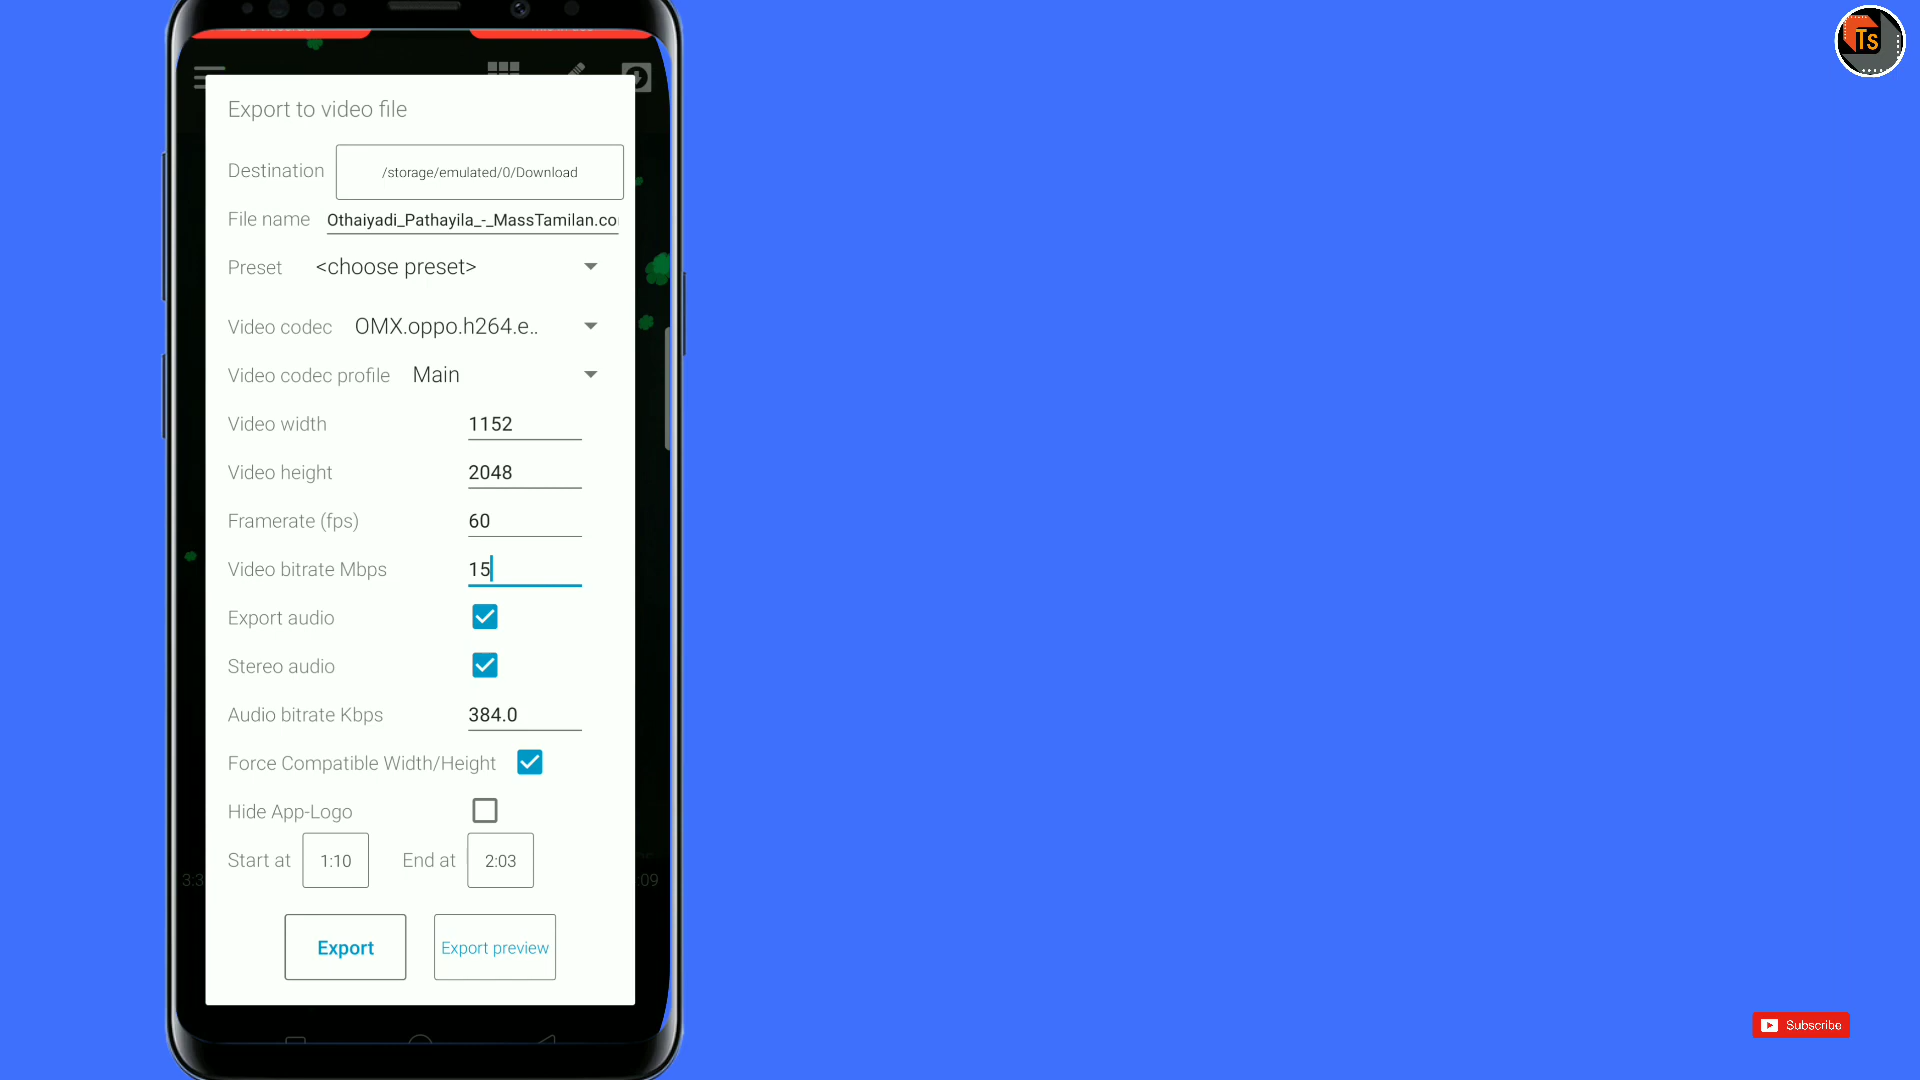 Ts
Export to video file
Destination /storage/emulated/0/Download
File name Othaiyadi_Pathayila_-_MassTamilan.co
Preset <choose preset>
Video codec OMX.oppo.h264.e..
Video codec profile Main
Video width 1152
Video height 2048
Framerate (fps) 60
Video bitrate Mbps 15
Export audio
Stereo audio
Audio bitrate Kbps 384.0
Force Compatible Width/Height
Hide App-Logo
Start at 1:10 End at 2:03
3:3 09
Export Export preview
Subscribe